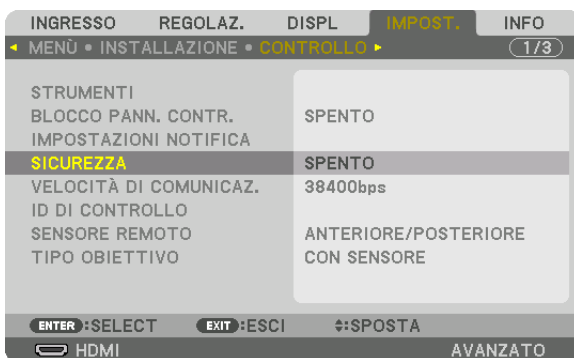 INGRESSO REGOLAZ. DISPL IMPOST. INFO
MENÙ • INSTALLAZIONE • CONTROLLO 1/3
STRUMENTI
BLOCCO PANN. CONTR. SPENTO
IMPOSTAZIONI NOTIFICA
SICUREZZA SPENTO
VELOCITÀ DI COMUNICAZ. 38400bps
ID DI CONTROLLO
SENSORE REMOTO ANTERIORE/POSTERIORE
TIPO OBIETTIVO CON SENSORE
ENTER :SELECT EXIT :ESCI :SPOSTA
HDMI AVANZATO